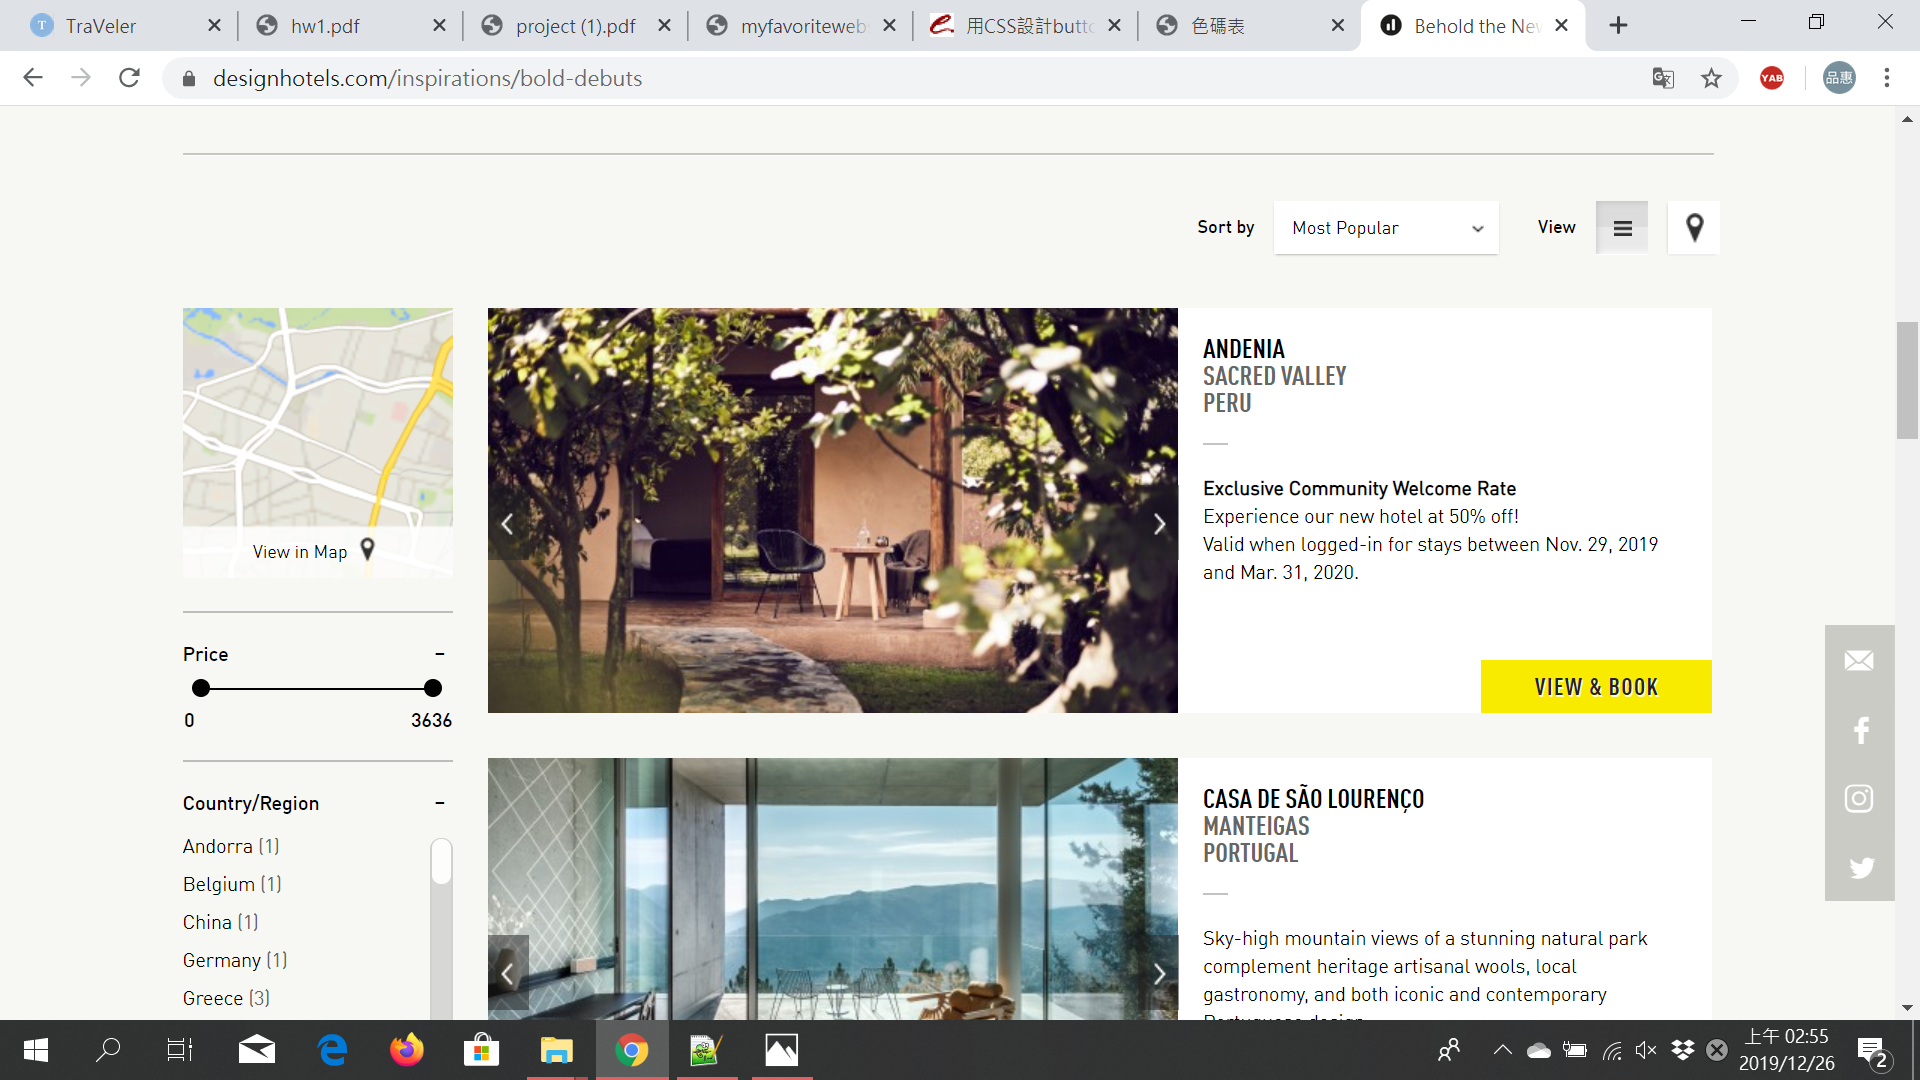 TraVeler
hw1.pdf
project (1).pdf
myfavoriteweb
用CSS設計butto
色碼表
Behold the New
designhotels.com/inspirations/bold-debuts
YAB
品惠
Sort by
Most Popular
View
View in Map
Price
0
3636
Country/Region
Andorra (1)
Belgium (1)
China (1)
Germany (1)
Greece (3)
ANDENIA
SACRED VALLEY
PERU
Exclusive Community Welcome Rate
Experience our new hotel at 50% off!
Valid when logged-in for stays between Nov. 29, 2019
and Mar. 31, 2020.
VIEW & BOOK
CASA DE SÃO LOURENÇO
MANTEIGAS
PORTUGAL
Sky-high mountain views of a stunning natural park
complement heritage artisanal wools, local
gastronomy, and both iconic and contemporary
Portuguese design
上午 02:55
2019/12/26
2